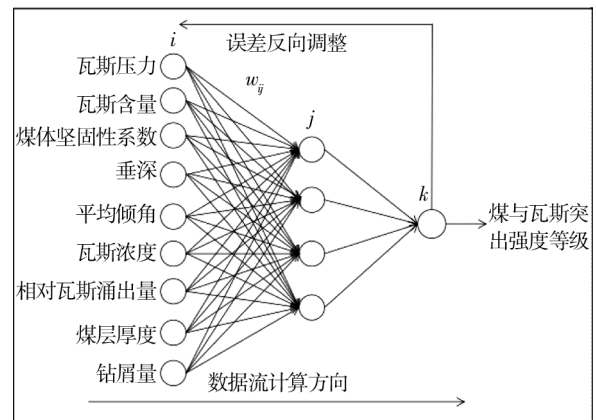 误差反向调整
i
瓦斯压力
瓦斯含量
煤体坚固性系数
垂深
平均倾角
瓦斯浓度
相对瓦斯涌出量
煤层厚度
钻屑量
w_ij
j
k
煤与瓦斯突
出强度等级
数据流计算方向